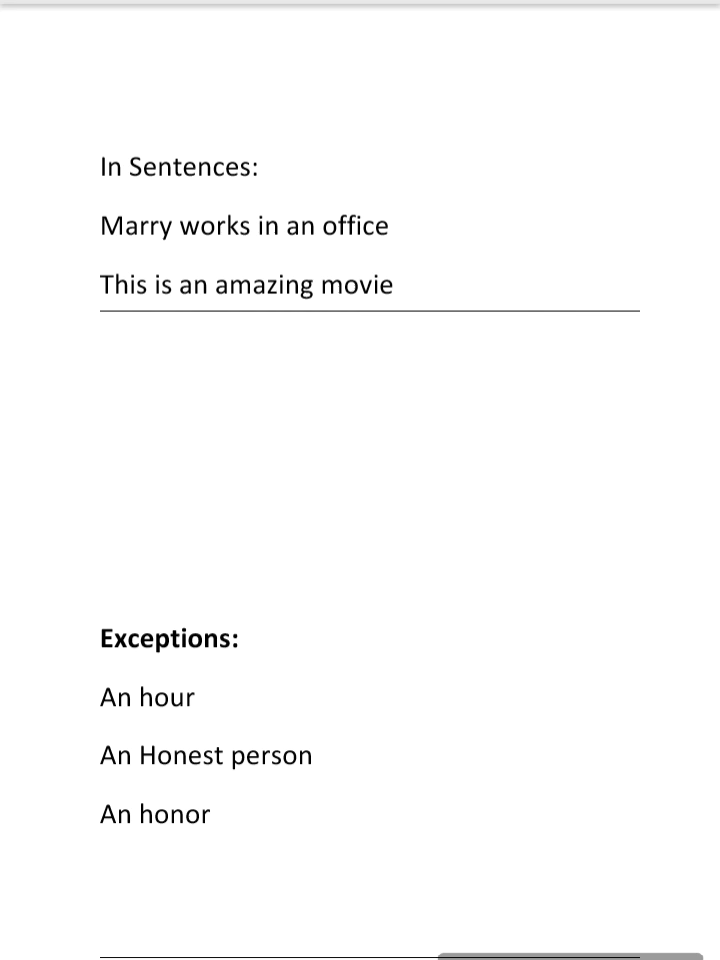 In Sentences:
Marry works in an office
This is an amazing movie
Exceptions:
An hour
An Honest person
An honor